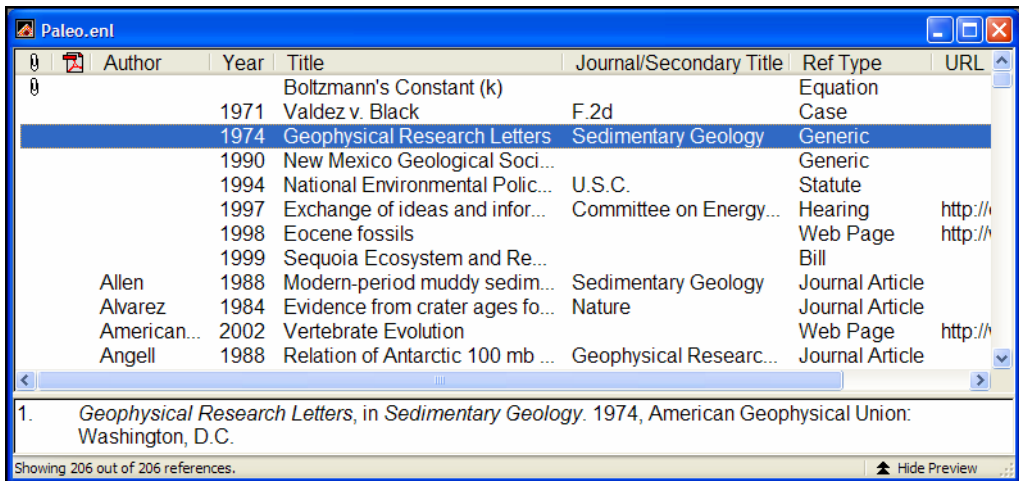 Paleo.enl
Author Year Title Journal/Secondary Title Ref Type URL
Boltzmann's Constant (k) Equation
1971 Valdez v. Black F.2d Case
1974 Geophysical Research Letters Sedimentary Geology Generic
1990 New Mexico Geological Soci... Generic
1994 National Environmental Polic... U.S.C. Statute
1997 Exchange of ideas and infor... Committee on Energy... Hearing http://
1998 Eocene fossils Web Page http://
1999 Sequoia Ecosystem and Re... Bill
Allen 1988 Modern-period muddy sedim... Sedimentary Geology Journal Article
Alvarez 1984 Evidence from crater ages fo... Nature Journal Article
American... 2002 Vertebrate Evolution Web Page http://
Angell 1988 Relation of Antarctic 100 mb ... Geophysical Researc... Journal Article
1. Geophysical Research Letters, in Sedimentary Geology. 1974, American Geophysical Union:
Washington, D.C.
Showing 206 out of 206 references. Hide Preview